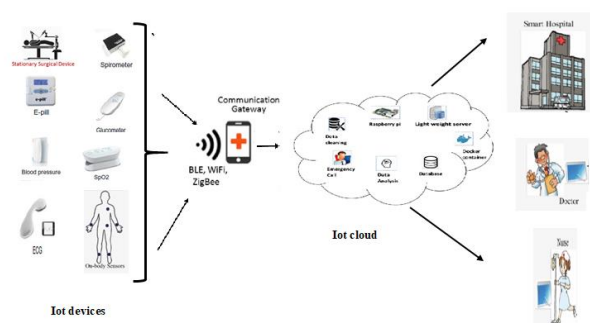 Stationary Surgical Device
Spirometer
E-pill
Glucometer
Blood pressure
SpO2
ECG
On-body Sensors
Iot devices
Communication
Gateway
BLE, WiFi,
ZigBee
Data
cleaning
Raspberry pi
Light weight server
Docker
container
Emergency
Call
Data
Analysis
Database
Iot cloud
Smart Hospital
Doctor
Nuse